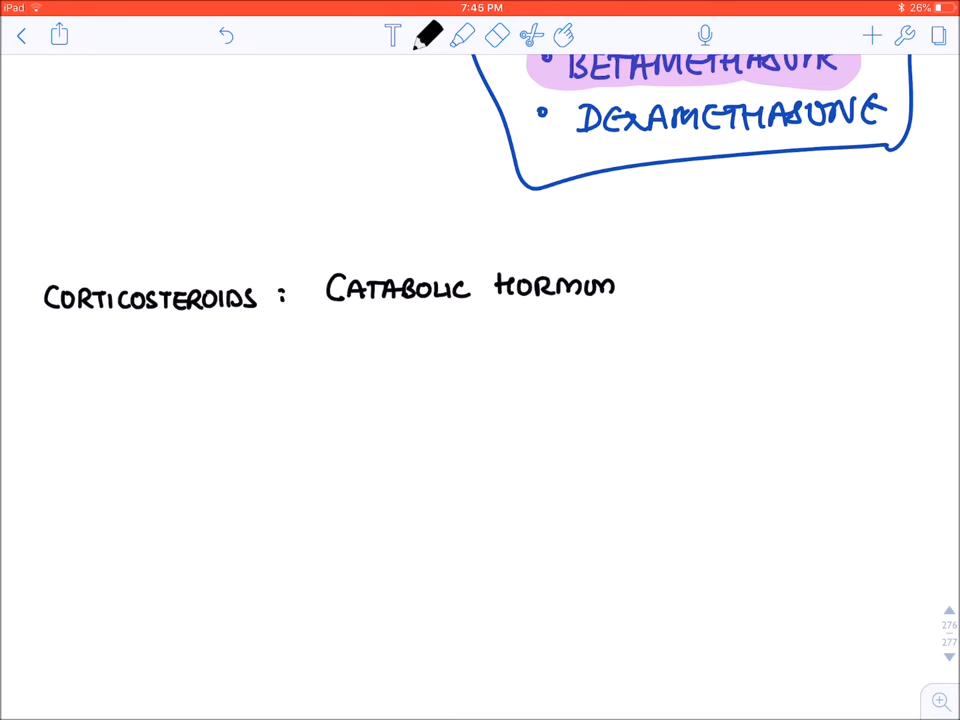 iPad 7:45 PM 26%
T
• BETAMETHASONE
• DEXAMETHASONE
CORTICOSTEROIDS : CATABOLIC HORMON
276
277